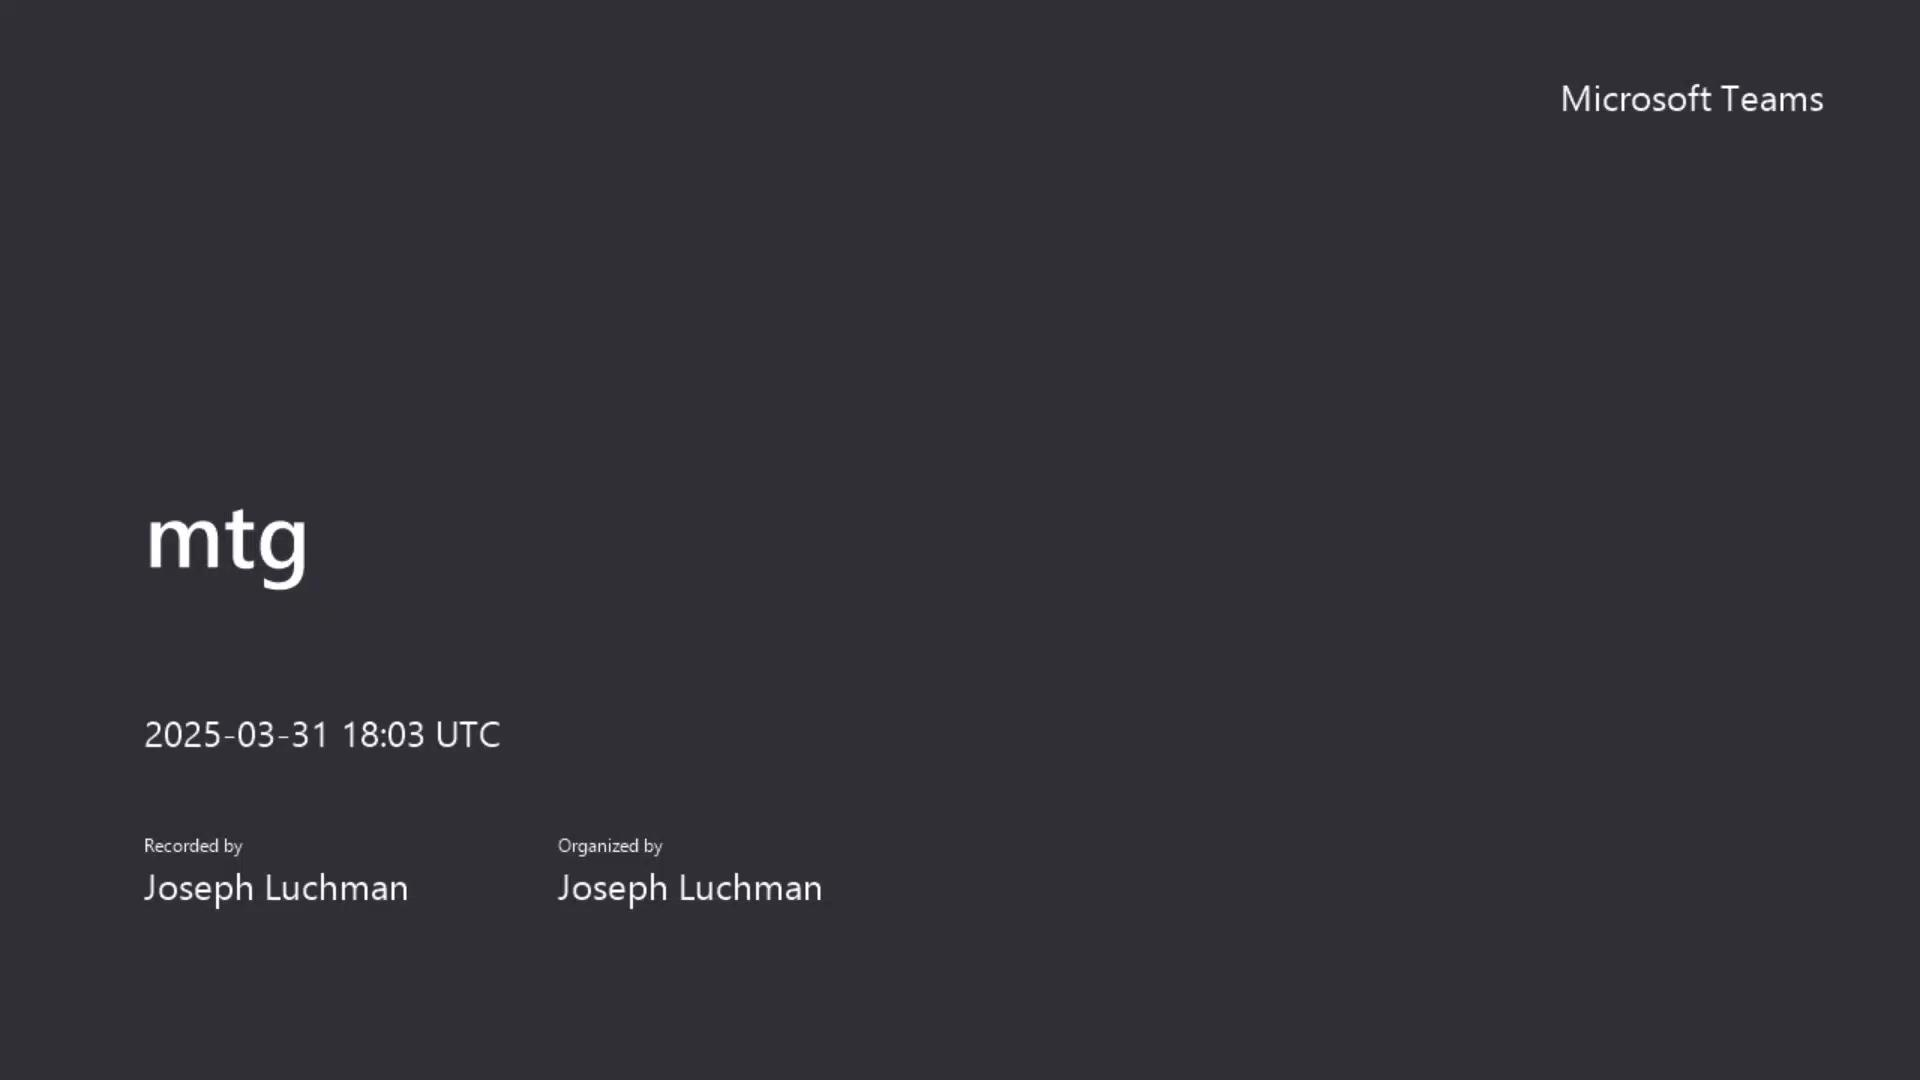 Microsoft Teams
mtg
2025-03-31 18:03 UTC
Recorded by
Joseph Luchman
Organized by
Joseph Luchman